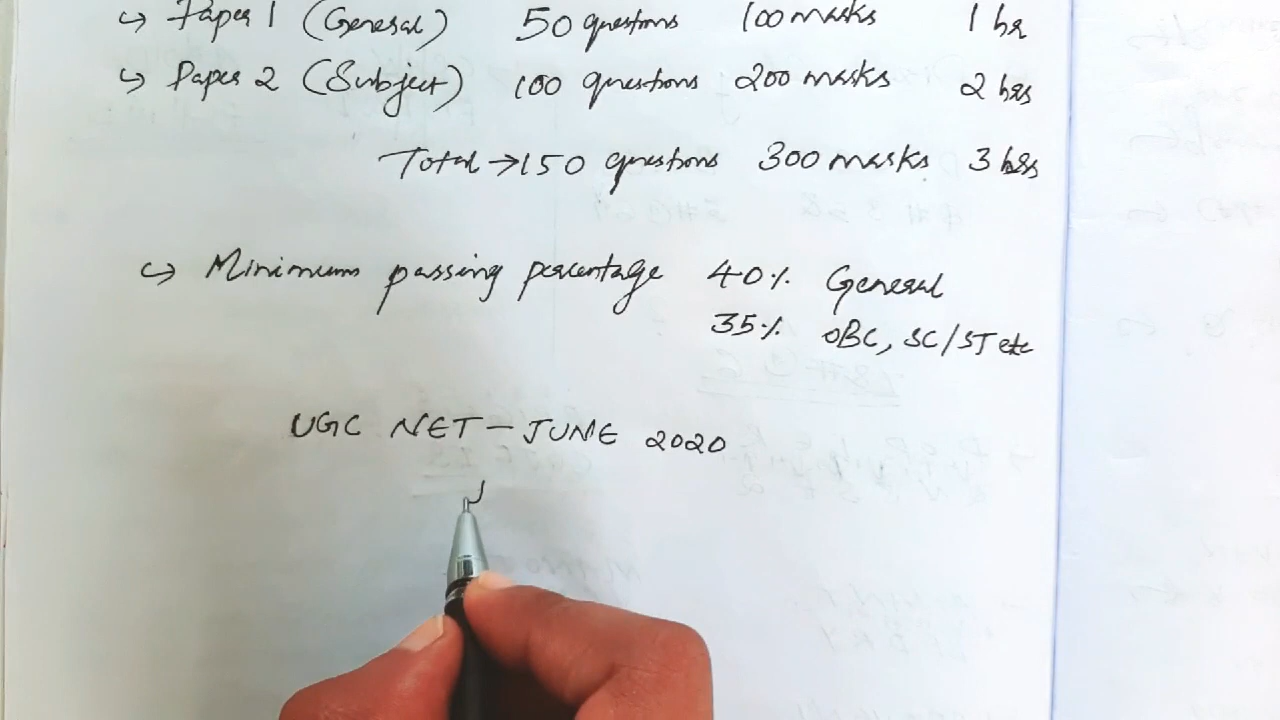 ↪ Paper 1 (General) 50 questions 100 marks 1 hr
↪ Paper 2 (Subject) 100 questions 200 marks 2 hrs
Total → 150 questions 300 marks 3 hrs
↪ Minimum passing percentage 40% General
35% OBC, SC/ST etc
UGC NET - JUNE 2020